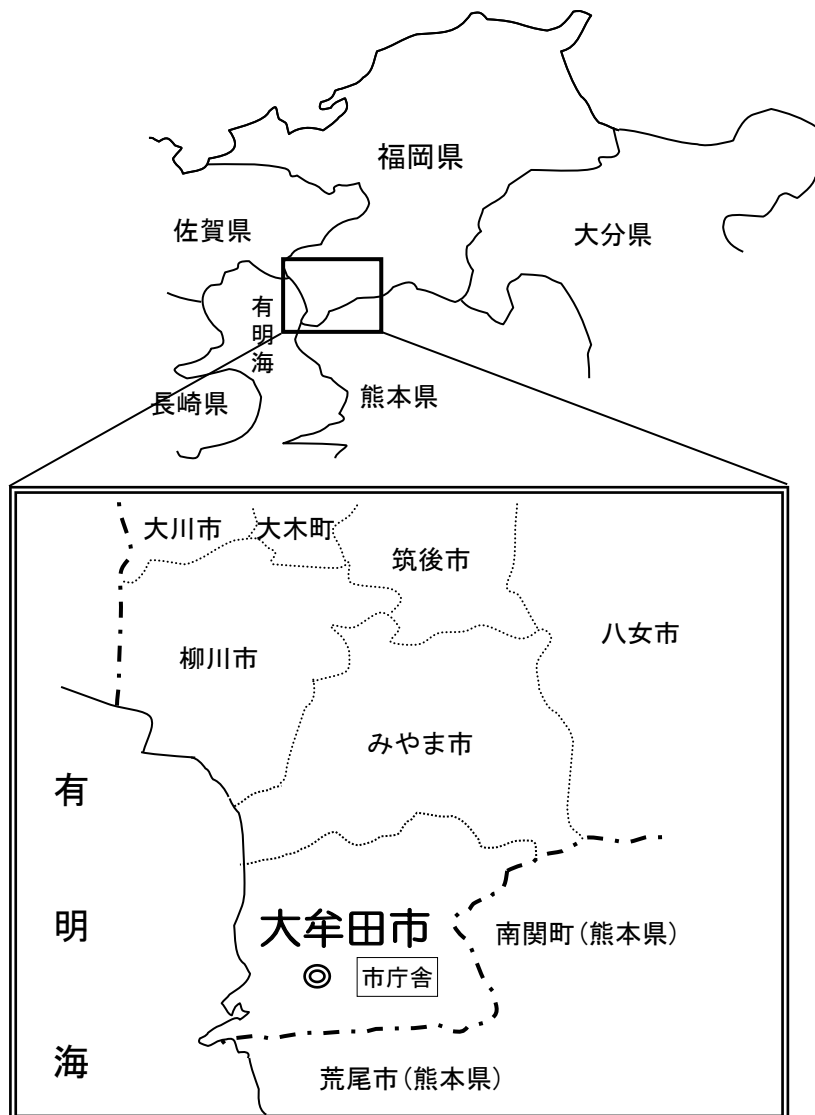 福岡県
佐賀県
大分県
有明海
長崎県
熊本県
大川市
大木町
筑後市
八女市
柳川市
みやま市
有明海
大牟田市
南関町(熊本県)
市庁舎
荒尾市(熊本県)